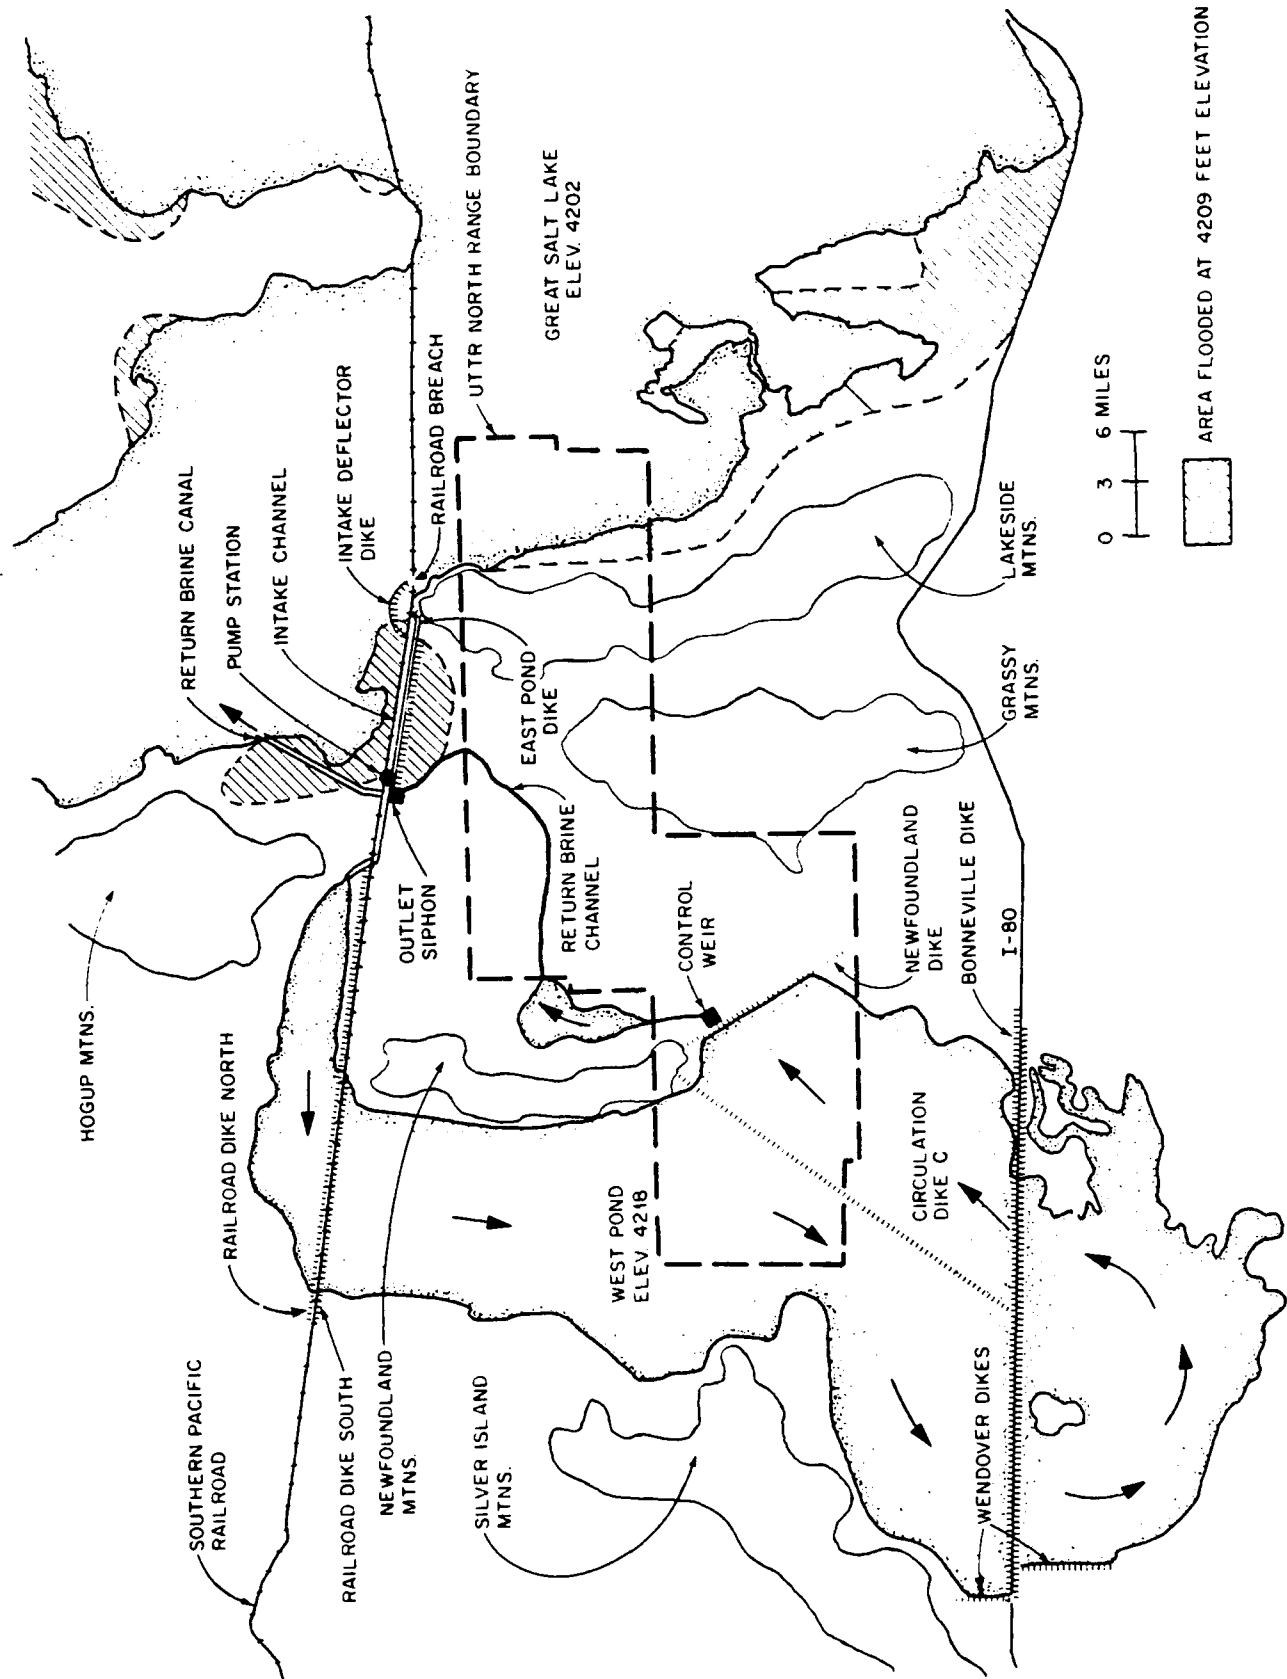 SOUTHERN PACIFIC
RAILROAD
RAILROAD DIKE NORTH
HOGUP MTNS.
RETURN BRINE CANAL
PUMP STATION
INTAKE CHANNEL
INTAKE DEFLECTOR
DIKE
RAILROAD BREACH
UTTR NORTH RANGE BOUNDARY
GREAT SALT LAKE
ELEV. 4202
RAILROAD DIKE SOUTH
NEWFOUNDLAND
MTNS.
SILVER ISLAND
MTNS.
OUTLET
SIPHON
EAST POND
DIKE
RETURN BRINE
CHANNEL
WEST POND
ELEV. 4218
CONTROL
WEIR
CIRCULATION
DIKE C
NEWFOUNDLAND
DIKE
BONNEVILLE DIKE
WENDOVER DIKES
I-80
GRASSY
MTNS.
LAKESIDE
MTNS.
0 3 6 MILES
AREA FLOODED AT 4209 FEET ELEVATION